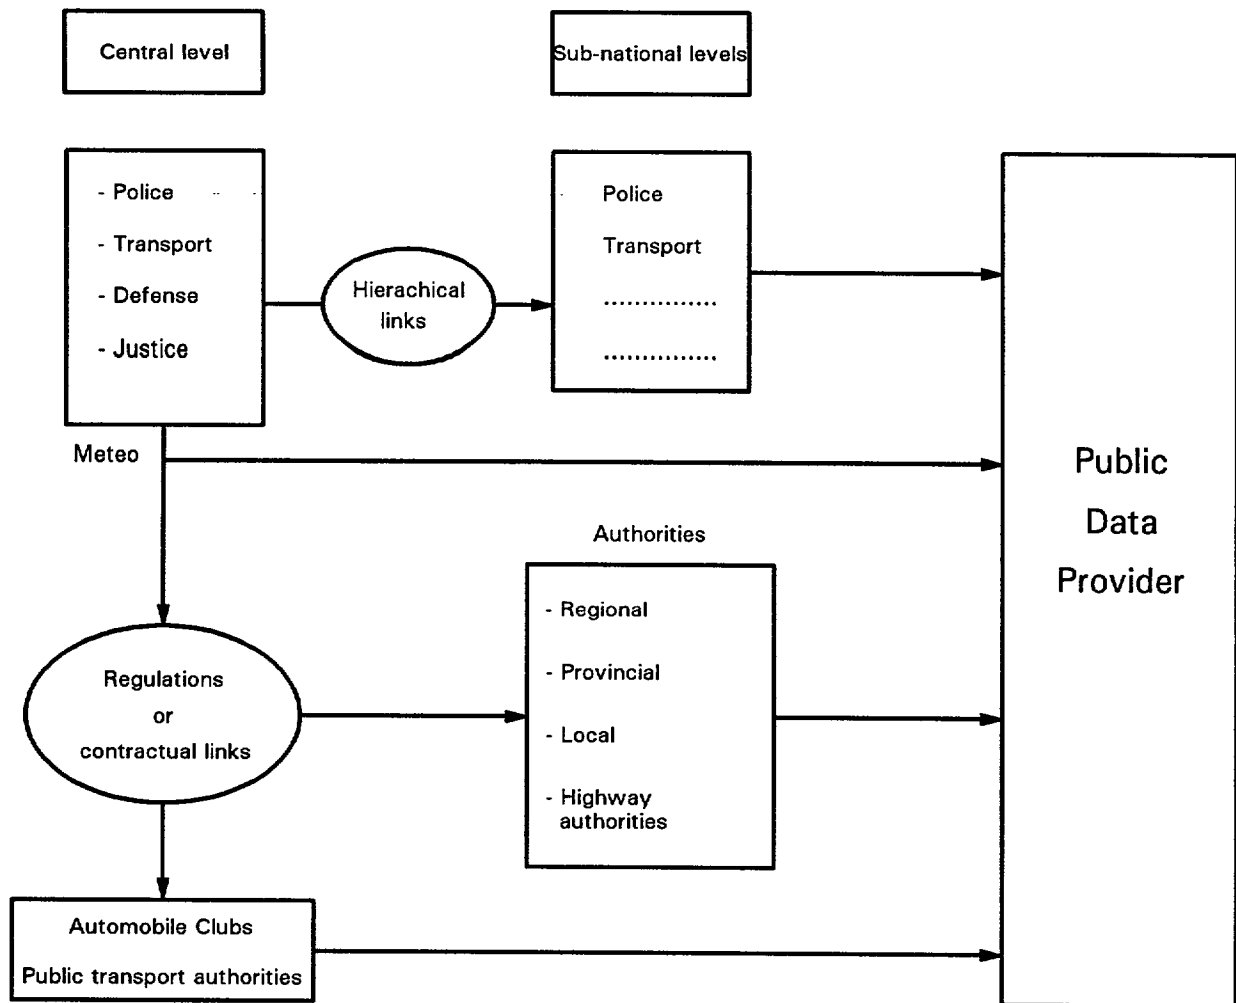 Central level
Sub-national levels
- Police
- Transport
- Defense
- Justice
Hierachical
links
Police
Transport
...............
...............
Meteo
Public
Data
Provider
Authorities
- Regional
- Provincial
- Local
- Highway
authorities
Regulations
or
contractual links
Automobile Clubs
Public transport authorities